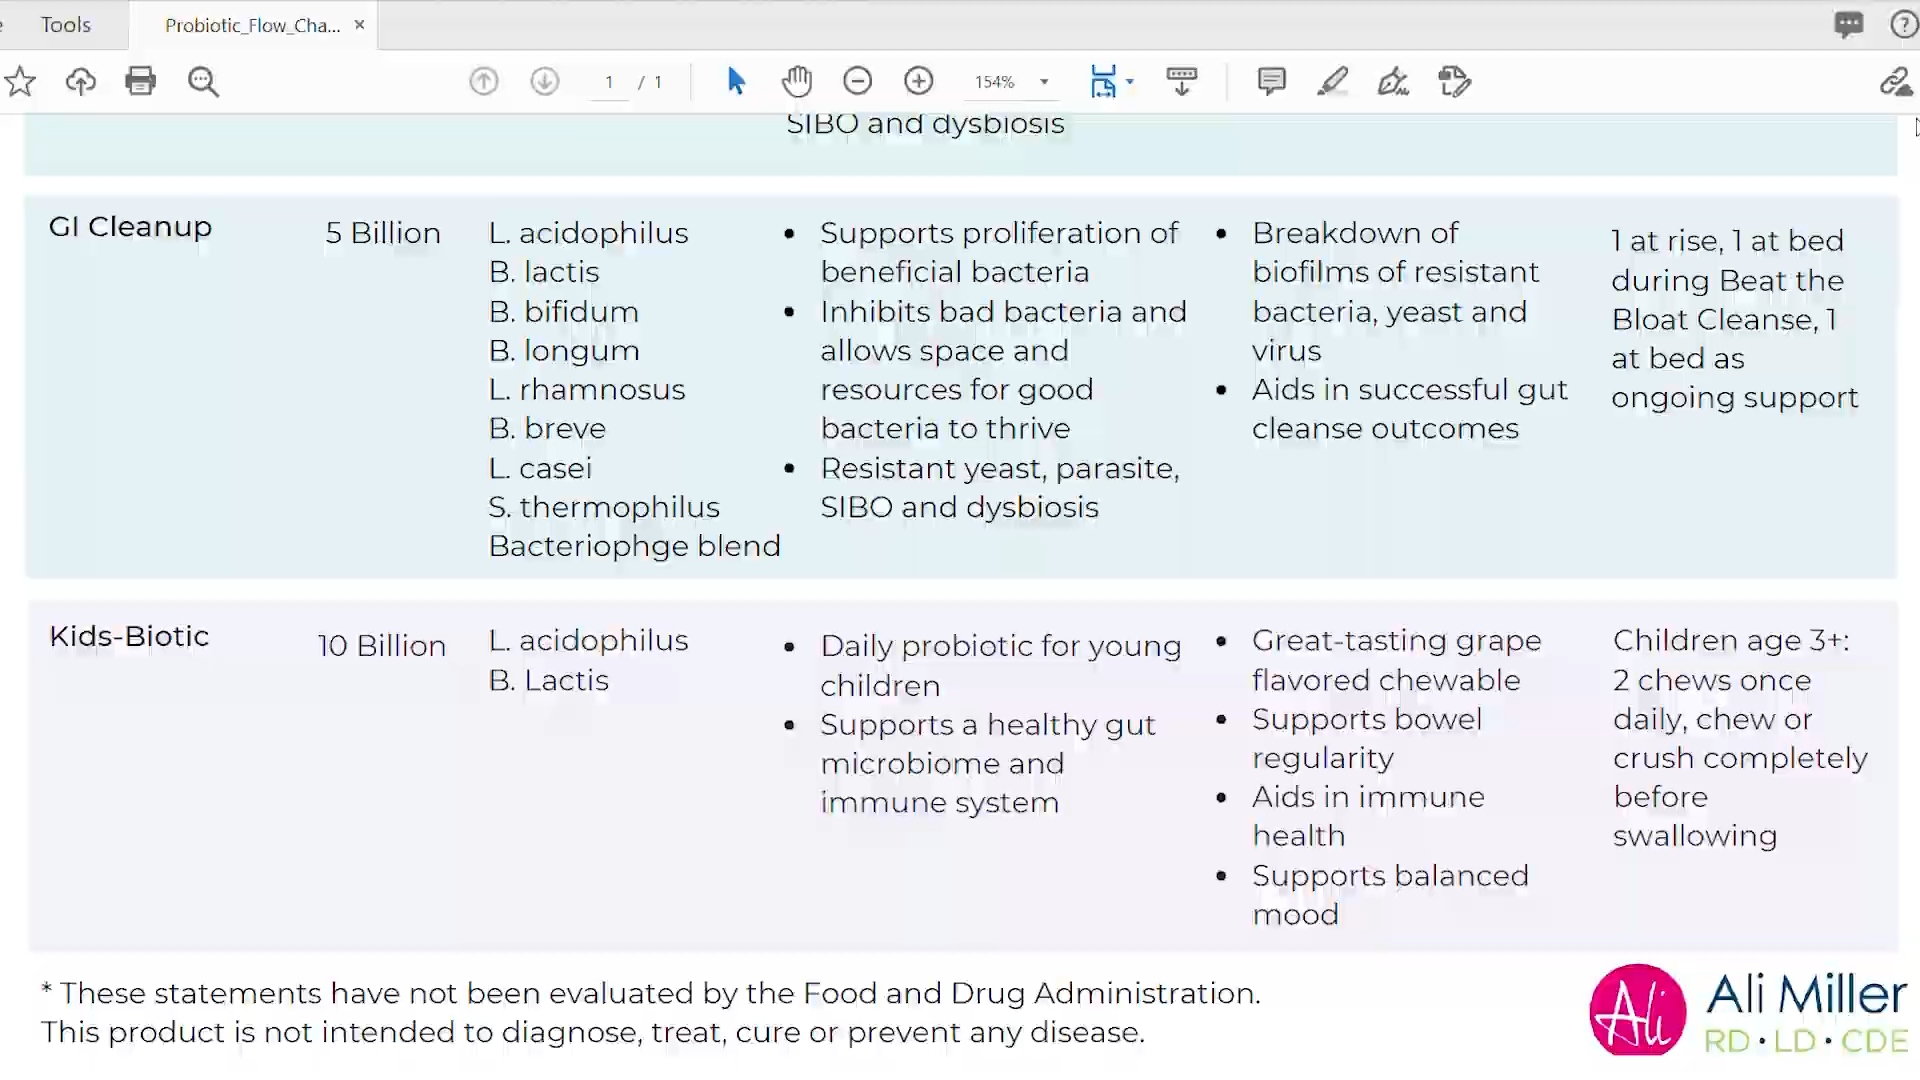 Tools
Probiotic_Flow_Cha... ×
1 / 1
154%
SIBO and dysbiosis
GI Cleanup
5 Billion
L. acidophilus
B. lactis
B. bifidum
B. longum
L. rhamnosus
B. breve
L. casei
S. thermophilus
Bacteriophge blend
• Supports proliferation of
beneficial bacteria
• Inhibits bad bacteria and
allows space and
resources for good
bacteria to thrive
• Resistant yeast, parasite,
SIBO and dysbiosis
• Breakdown of
biofilms of resistant
bacteria, yeast and
virus
• Aids in successful gut
cleanse outcomes
1 at rise, 1 at bed
during Beat the
Bloat Cleanse, 1
at bed as
ongoing support
Kids-Biotic
10 Billion
L. acidophilus
B. Lactis
• Daily probiotic for young
children
• Supports a healthy gut
microbiome and
immune system
• Great-tasting grape
flavored chewable
• Supports bowel
regularity
• Aids in immune
health
• Supports balanced
mood
Children age 3+:
2 chews once
daily, chew or
crush completely
before
swallowing
* These statements have not been evaluated by the Food and Drug Administration.
This product is not intended to diagnose, treat, cure or prevent any disease.
Ali
Ali Miller
RD • LD • CDE